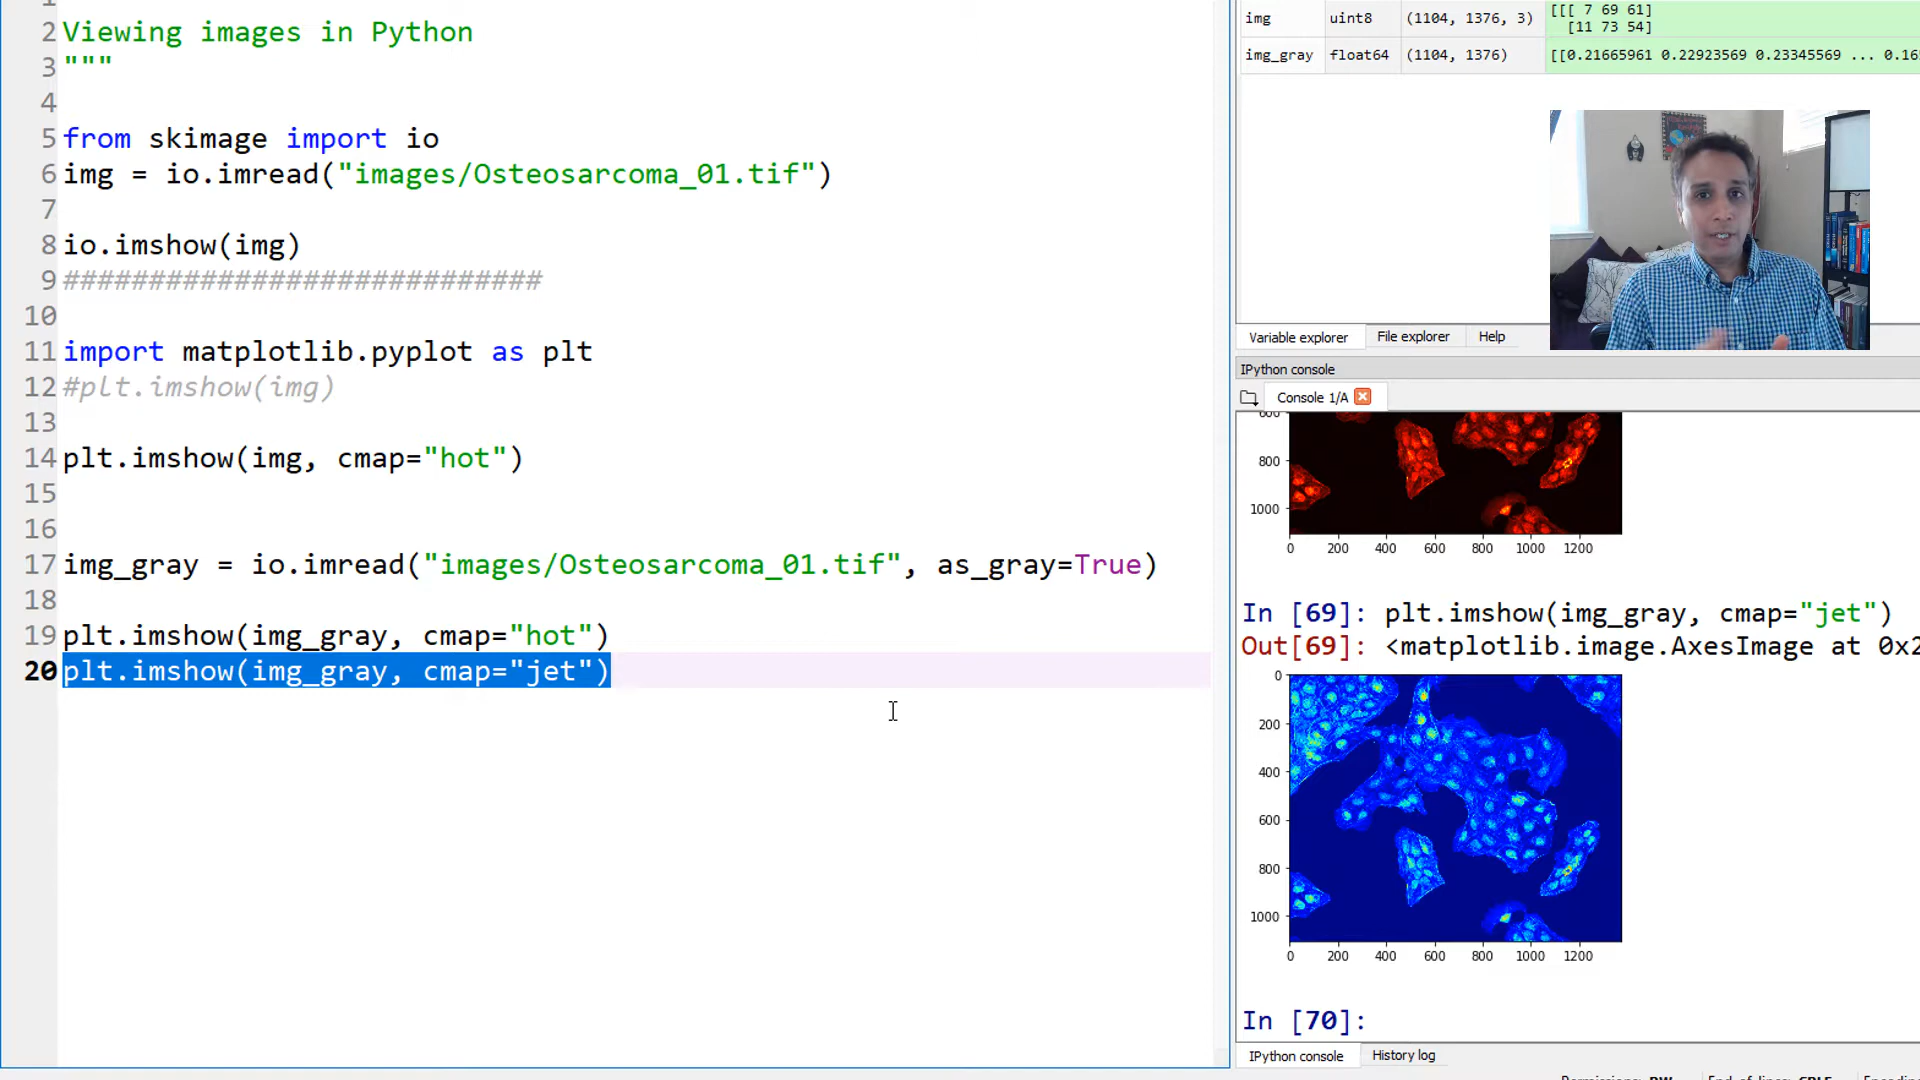 2 Viewing images in Python
3 """
4
5 from skimage import io
6 img = io.imread("images/Osteosarcoma_01.tif")
7
8 io.imshow(img)
9 ############################
10
11 import matplotlib.pyplot as plt
12 #plt.imshow(img)
13
14 plt.imshow(img, cmap="hot")
15
16
17 img_gray = io.imread("images/Osteosarcoma_01.tif", as_gray=True)
18
19 plt.imshow(img_gray, cmap="hot")
20 plt.imshow(img_gray, cmap="jet")
img uint8 (1104, 1376, 3) [[[ 7 69 61]
[11 73 54]
img_gray float64 (1104, 1376) [[0.21665961 0.22923569 0.23345569 ... 0.16
Variable explorer File explorer Help
IPython console
Console 1/A
600
800
1000
0 200 400 600 800 1000 1200
In [69]: plt.imshow(img_gray, cmap="jet")
Out[69]: <matplotlib.image.AxesImage at 0x2
0
200
400
600
800
1000
0 200 400 600 800 1000 1200
In [70]:
IPython console History log